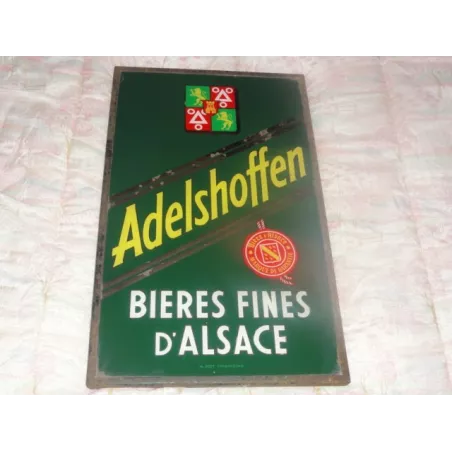 Adelshoffen
BIERES FINES
D'ALSACE